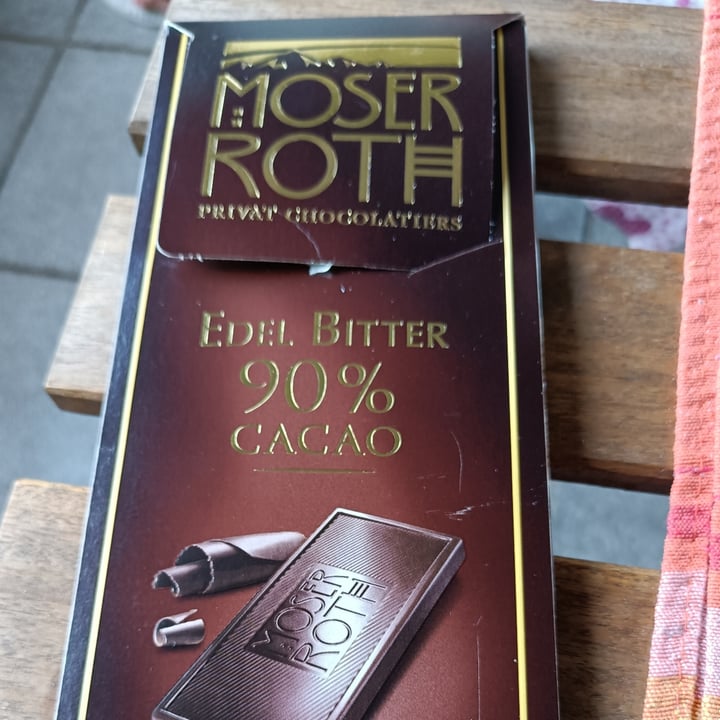 MOSER
ROTH
PRIVAT CHOCOLATIERS
EDEL BITTER
90%
CACAO
MOSER
ROTH